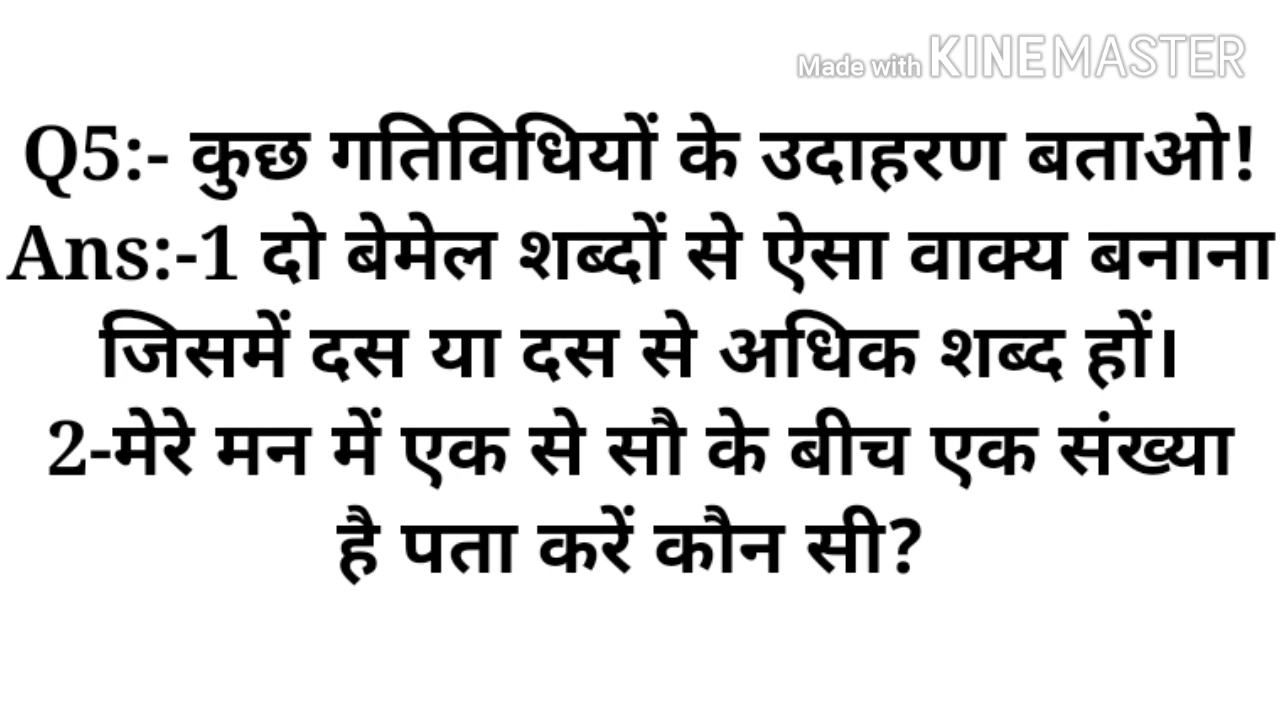 Made with KINEMASTER
Q5:- कुछ गतिविधियों के उदाहरण बताओ!
Ans:-1 दो बेमेल शब्दों से ऐसा वाक्य बनाना
जिसमें दस या दस से अधिक शब्द हों।
2-मेरे मन में एक से सौ के बीच एक संख्या
है पता करें कौन सी?